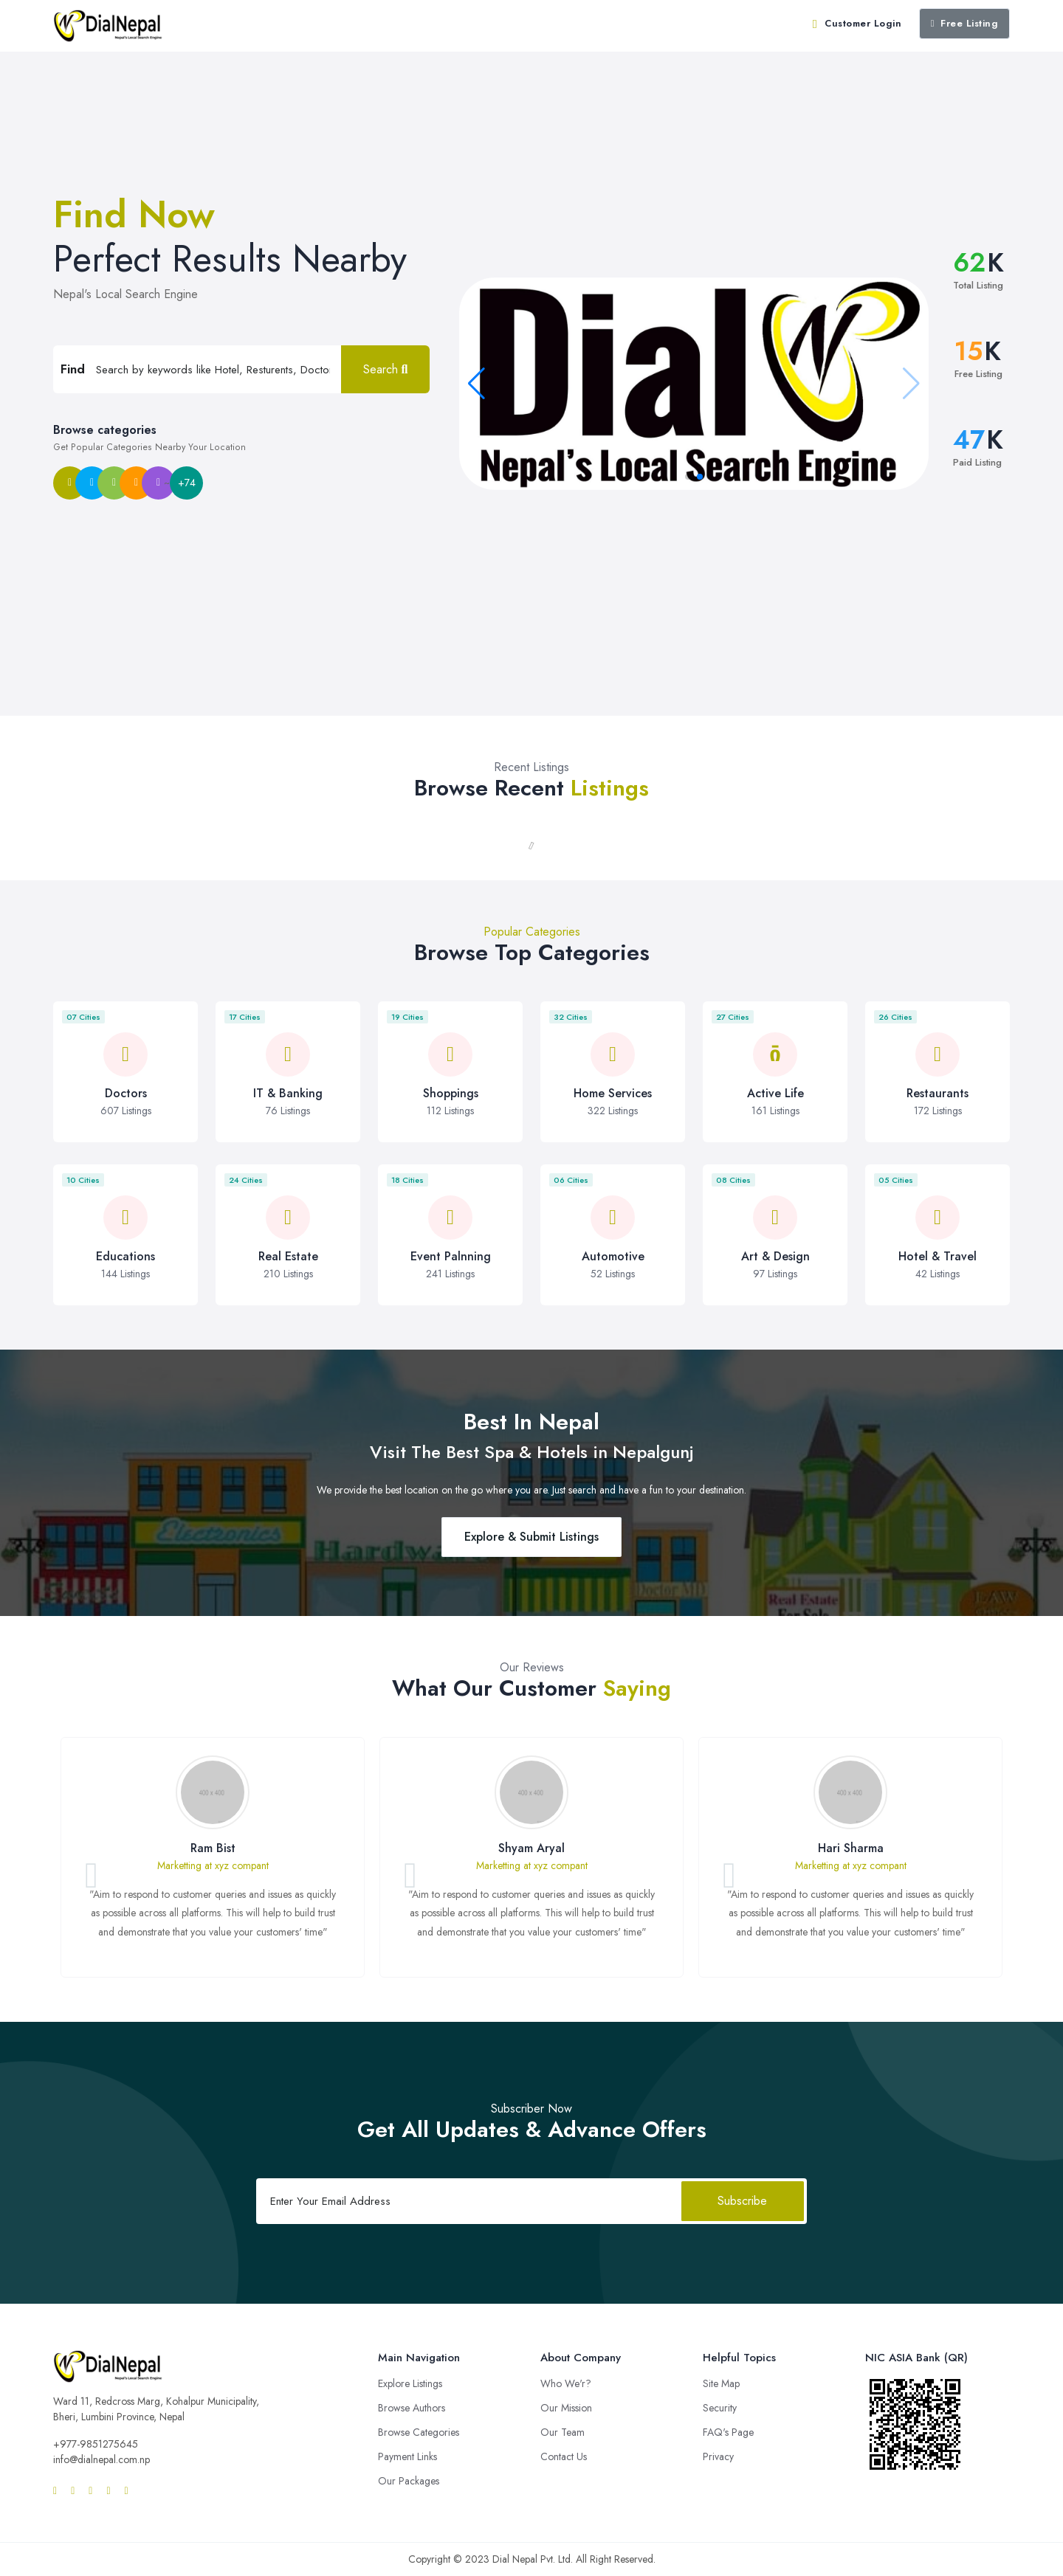 DialNepal
Nepal's Local Search Engine
Customer Login
Free Listing
Find Now
Perfect Results Nearby
Nepal's Local Search Engine
Find Search by keywords like Hotel, Resturents, Docto
Search
Browse categories
Get Popular Categories Nearby Your Location
+74
Dial
Nepal's Local Search Engine
62K
Total Listing
15K
Free Listing
47K
Paid Listing
Recent Listings
Browse Recent Listings
Popular Categories
Browse Top Categories
07 Cities
Doctors
607 Listings
17 Cities
IT & Banking
76 Listings
19 Cities
Shoppings
112 Listings
32 Cities
Home Services
322 Listings
27 Cities
Active Life
161 Listings
26 Cities
Restaurants
172 Listings
10 Cities
Educations
144 Listings
24 Cities
Real Estate
210 Listings
18 Cities
Event Palnning
241 Listings
06 Cities
Automotive
52 Listings
08 Cities
Art & Design
97 Listings
05 Cities
Hotel & Travel
42 Listings
Best In Nepal
Visit The Best Spa & Hotels in Nepalgunj
We provide the best location on the go where you are. Just search and have a fun to your destination.
Explore & Submit Listings
Electronics
Hardwa
Doctor MD
Real Estate
For Sale
LAW
Our Reviews
What Our Customer Saying
400 x 400
Ram Bist
Marketting at xyz compant
"Aim to respond to customer queries and issues as quickly
as possible across all platforms. This will help to build trust
and demonstrate that you value your customers' time"
400 x 400
Shyam Aryal
Marketting at xyz compant
"Aim to respond to customer queries and issues as quickly
as possible across all platforms. This will help to build trust
and demonstrate that you value your customers' time"
400 x 400
Hari Sharma
Marketting at xyz compant
"Aim to respond to customer queries and issues as quickly
as possible across all platforms. This will help to build trust
and demonstrate that you value your customers' time"
Subscriber Now
Get All Updates & Advance Offers
Enter Your Email Address
Subscribe
DialNepal
Nepal's Local Search Engine
Ward 11, Redcross Marg, Kohalpur Municipality,
Bheri, Lumbini Province, Nepal
+977-9851275645
info@dialnepal.com.np
Main Navigation
Explore Listings
Browse Authors
Browse Categories
Payment Links
Our Packages
About Company
Who We'r?
Our Mission
Our Team
Contact Us
Helpful Topics
Site Map
Security
FAQ's Page
Privacy
NIC ASIA Bank (QR)
Copyright © 2023 Dial Nepal Pvt. Ltd. All Right Reserved.